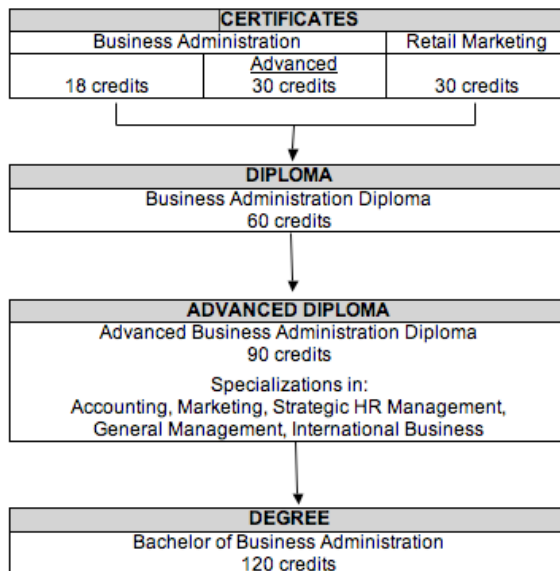 CERTIFICATES
Business Administration Retail Marketing
Advanced
18 credits 30 credits 30 credits
DIPLOMA
Business Administration Diploma
60 credits
ADVANCED DIPLOMA
Advanced Business Administration Diploma
90 credits
Specializations in:
Accounting, Marketing, Strategic HR Management,
General Management, International Business
DEGREE
Bachelor of Business Administration
120 credits